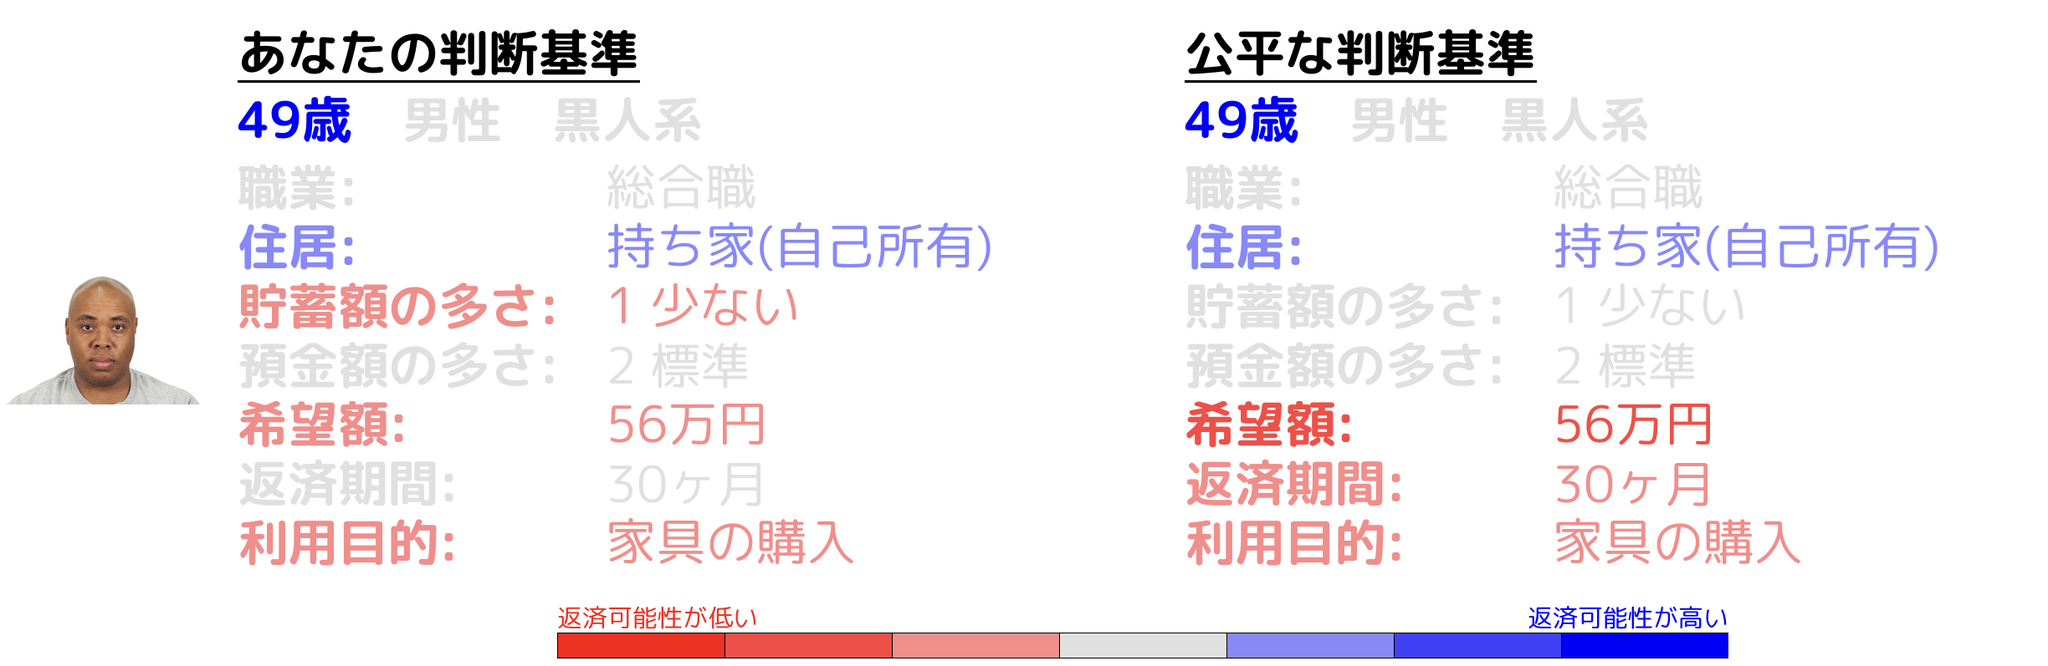 あなたの判断基準
49歳 男性 黒人系
職業: 総合職
住居: 持ち家(自己所有)
貯蓄額の多さ: 1 少ない
預金額の多さ: 2 標準
希望額: 56万円
返済期間: 30ヶ月
利用目的: 家具の購入
公平な判断基準
49歳 男性 黒人系
職業: 総合職
住居: 持ち家(自己所有)
貯蓄額の多さ: 1 少ない
預金額の多さ: 2 標準
希望額: 56万円
返済期間: 30ヶ月
利用目的: 家具の購入
返済可能性が低い
返済可能性が高い